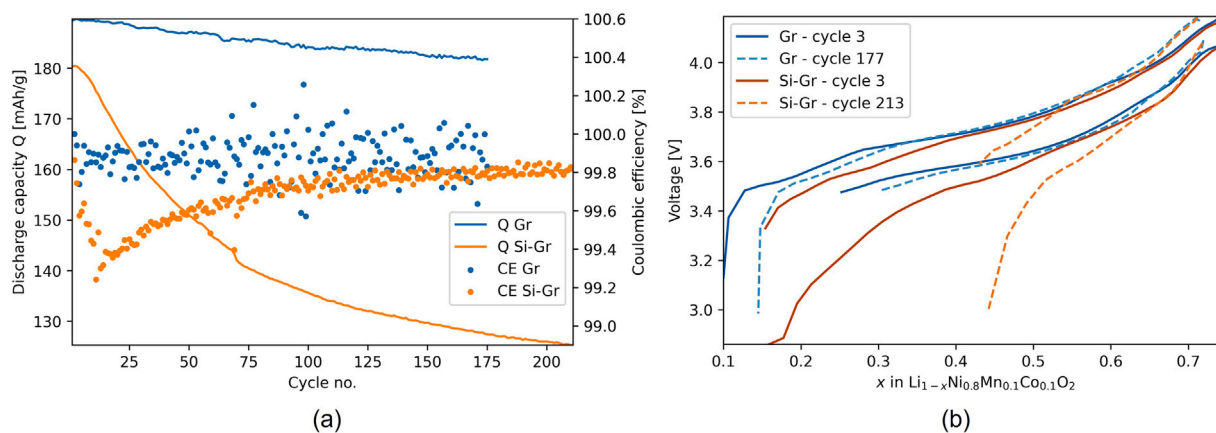 Discharge capacity Q [mAh/g]
180
170
160
150
140
130
25 50 75 100 125 150 175 200
Cycle no.
100.6
100.4
100.2
100.0
99.8
99.6
99.4
99.2
99.0
Coulombic efficiency [%]
Q Gr
Q Si-Gr
CE Gr
CE Si-Gr
(a)
Voltage [V]
4.0
3.8
3.6
3.4
3.2
3.0
Gr - cycle 3
Gr - cycle 177
Si-Gr - cycle 3
Si-Gr - cycle 213
0.1 0.2 0.3 0.4 0.5 0.6 0.7
x in Li₁₋ₓNi₀.₈Mn₀.₁Co₀.₁O₂
(b)